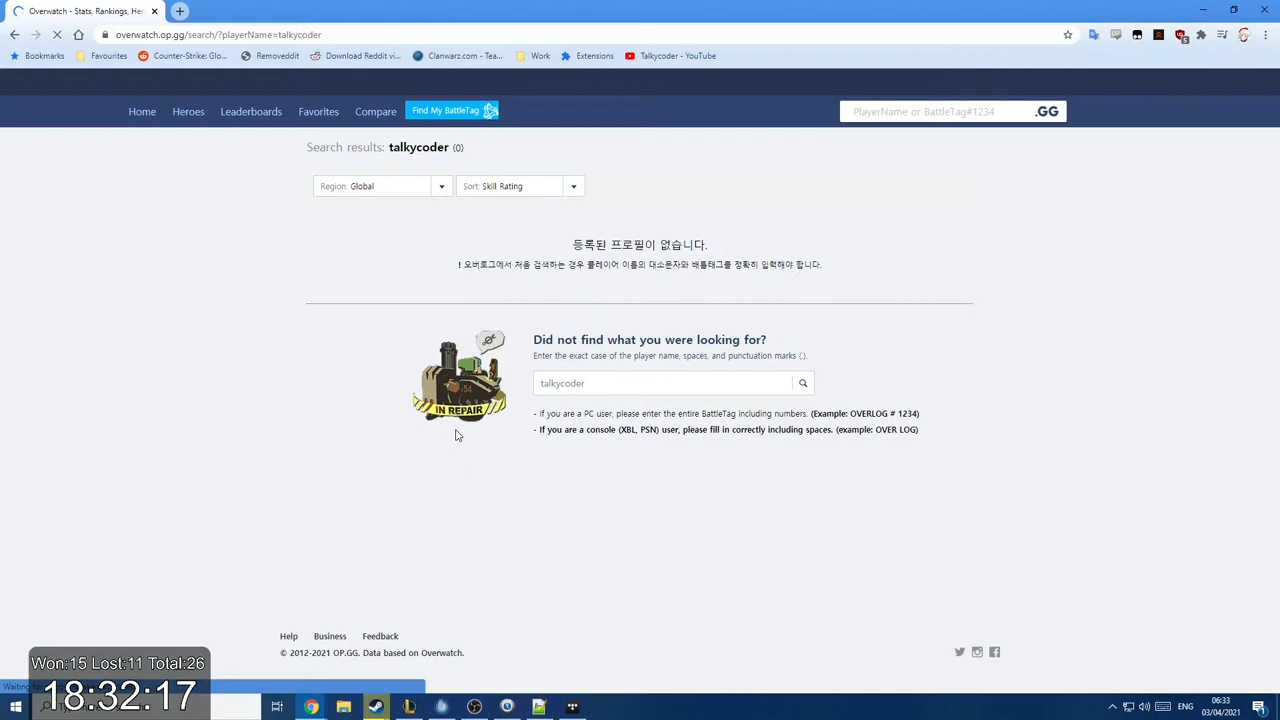 Overwatch - Stats, Rankings, He
overwatch.op.gg/search/?playerName=talkycoder
Bookmarks Favourites Counter-Strike: Glo... Removeddit Download Reddit vi... Clanwarz.com - Tea... Work Extensions Talkycoder - YouTube
Home Heroes Leaderboards Favorites Compare Find My BattleTag PlayerName or BattleTag#1234 .GG
Search results: talkycoder (0)
Region: Global Sort: Skill Rating
등록된 프로필이 없습니다.
! 오버로그에서 처음 검색하는 경우 플레이어 이름의 대소문자와 배틀태그를 정확히 입력해야 합니다.
Did not find what you were looking for?
Enter the exact case of the player name, spaces, and punctuation marks (.).
talkycoder
54
IN REPAIR
- If you are a PC user, please enter the entire BattleTag including numbers. (Example: OVERLOG # 1234)
- If you are a console (XBL, PSN) user, please fill in correctly including spaces. (example: OVER LOG)
Help Business Feedback
© 2012-2021 OP.GG. Data based on Overwatch.
Won:15 Lost:11 Total:26
Waiting
18:32:17
ENG
06:33
03/04/2021